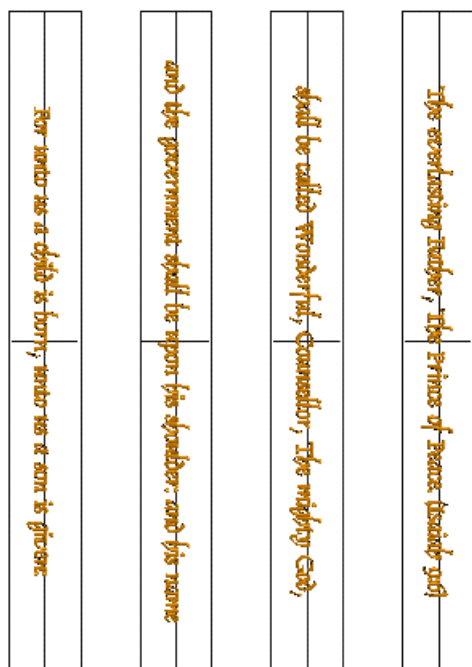 For unto us a child is born, unto us a son is given
and the government shall be upon his shoulder: and his name
shall be called Wonderful, Counsellor, The mighty God,
The everlasting Father, The Prince of Peace (Isaiah 9:6)